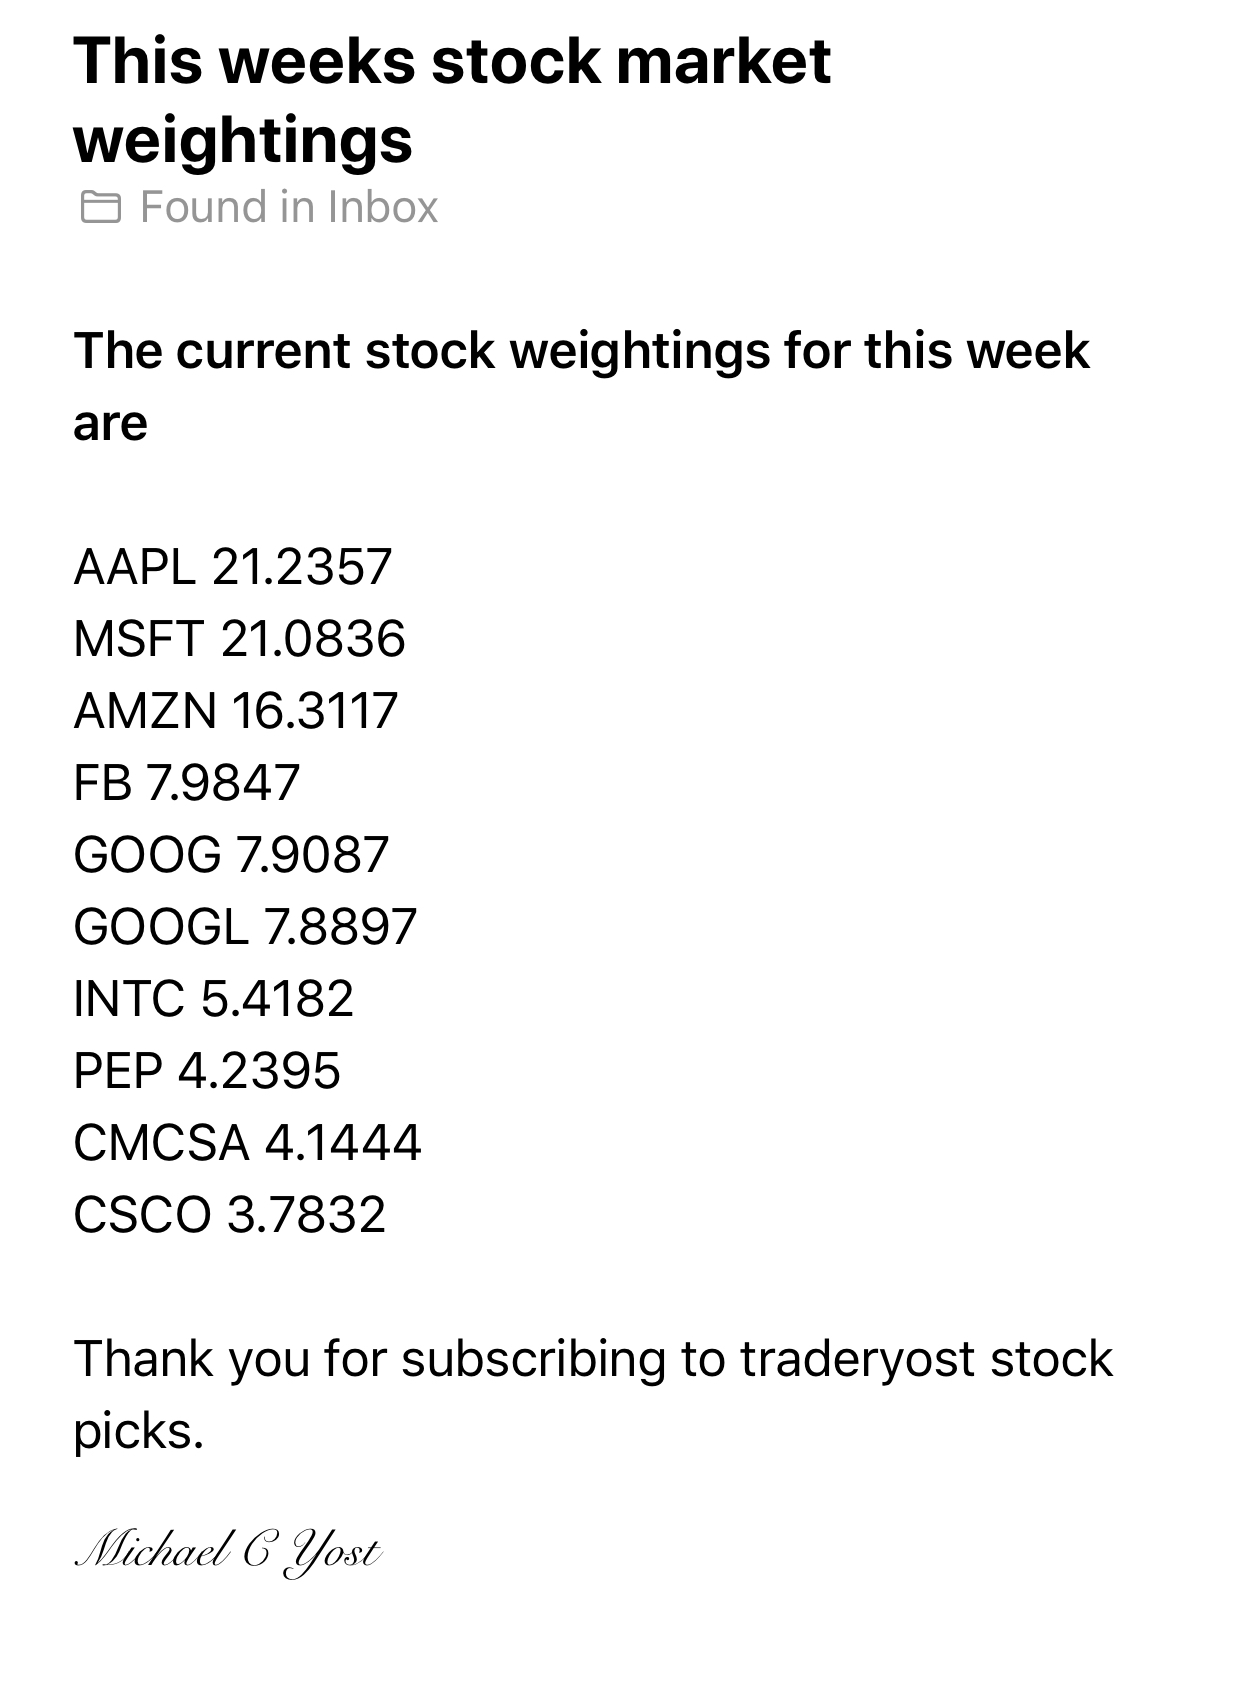 This weeks stock market
weightings
Found in Inbox
The current stock weightings for this week
are
AAPL 21.2357
MSFT 21.0836
AMZN 16.3117
FB 7.9847
GOOG 7.9087
GOOGL 7.8897
INTC 5.4182
PEP 4.2395
CMCSA 4.1444
CSCO 3.7832
Thank you for subscribing to traderyost stock
picks.
Michael C Yost